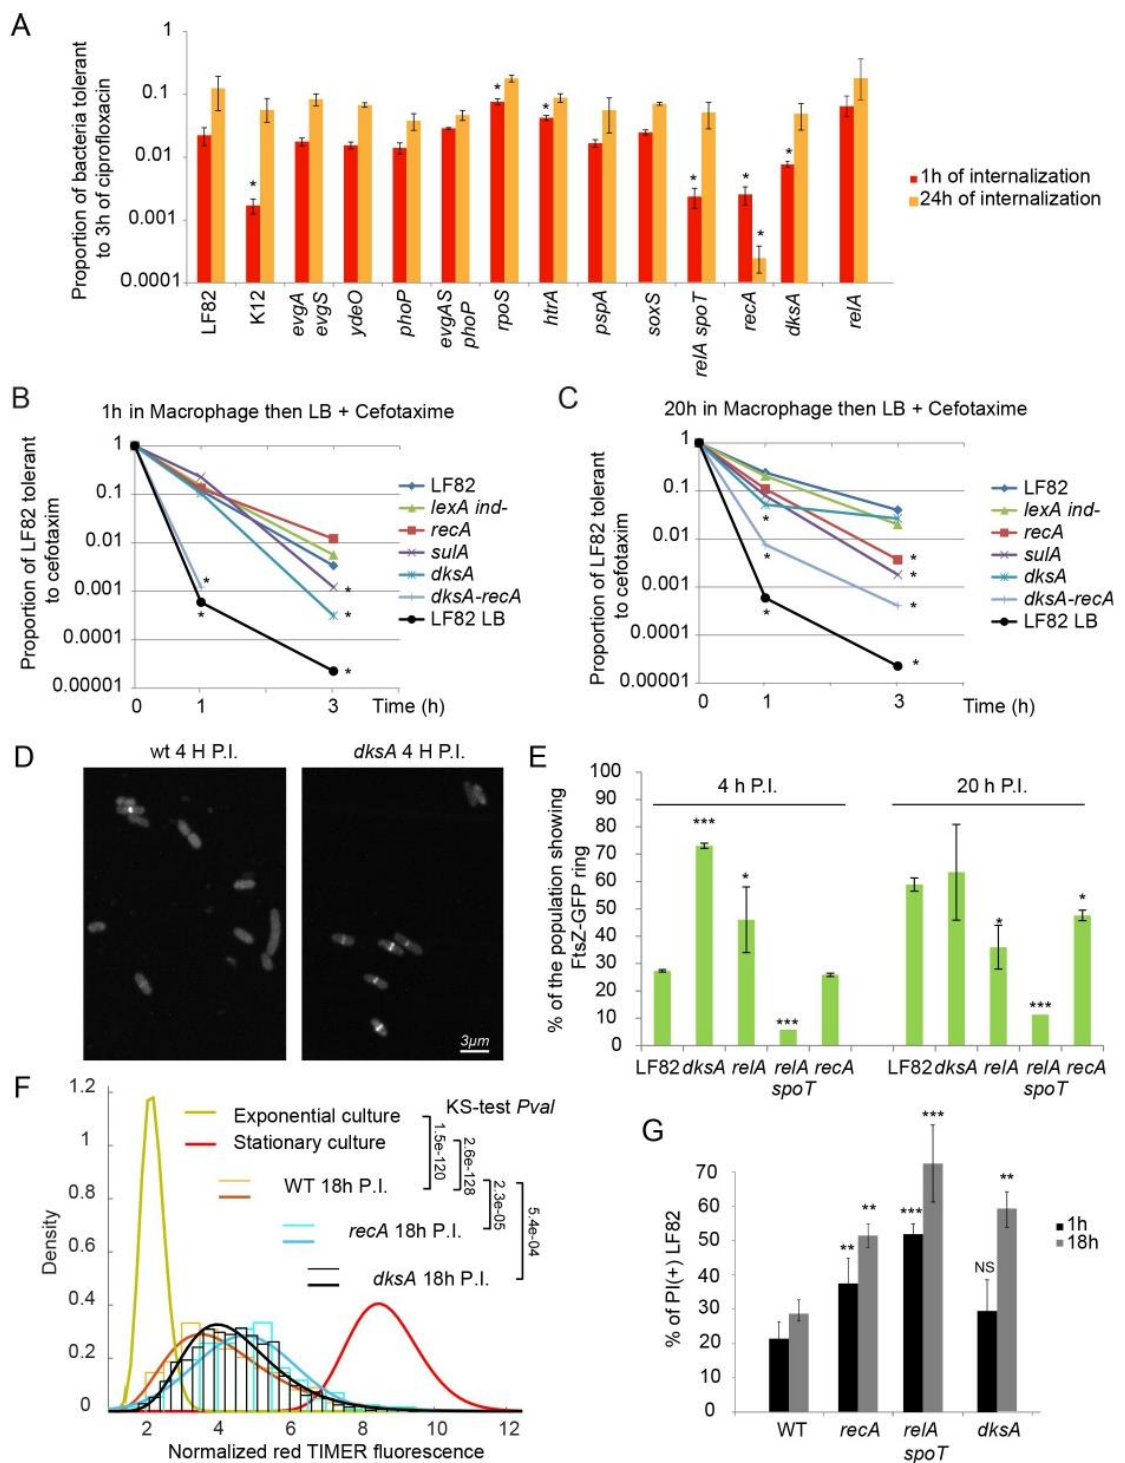 A
Proportion of bacteria tolerant
to 3h of ciprofloxacin
1
0.1
0.01
0.001
0.0001
* * * * * * *
LF82
K12
evgA
evgS
ydeO
phoP
evgAS
phoP
rpoS
htrA
pspA
soxS
relA spoT
recA
dksA
relA
1h of internalization
24h of internalization
B
1h in Macrophage then LB + Cefotaxime
Proportion of LF82 tolerant
to cefotaxim
1
0.1
0.01
0.001
0.0001
0.00001
0 1 3 Time (h)
* * * * *
LF82
lexA ind-
recA
sulA
dksA
dksA-recA
LF82 LB
C
20h in Macrophage then LB + Cefotaxime
Proportion of LF82 tolerant
to cefotaxim
1
0.1
0.01
0.001
0.0001
0.00001
0 1 3 Time (h)
* * * * * * *
LF82
lexA ind-
recA
sulA
dksA
dksA-recA
LF82 LB
D
wt 4 H P.I.
dksA 4 H P.I.
3µm
E
% of the population showing
FtsZ-GFP ring
100
90
80
70
60
50
40
30
20
10
0
4 h P.I.
20 h P.I.
*** * *** * *** *
LF82 dksA relA relA recA
spoT
LF82 dksA relA relA recA
spoT
F
Density
1.2
1
0.8
0.6
0.4
0.2
0
2 4 6 8 10 12
Normalized red TIMER fluorescence
Exponential culture
Stationary culture
WT 18h P.I.
recA 18h P.I.
dksA 18h P.I.
KS-test Pval
1.5e-120
2.6e-128
2.3e-05
5.4e-04
G
% of PI(+) LF82
70
60
50
40
30
20
10
0
** ** *** *** NS **
1h
18h
WT recA relA dksA
spoT